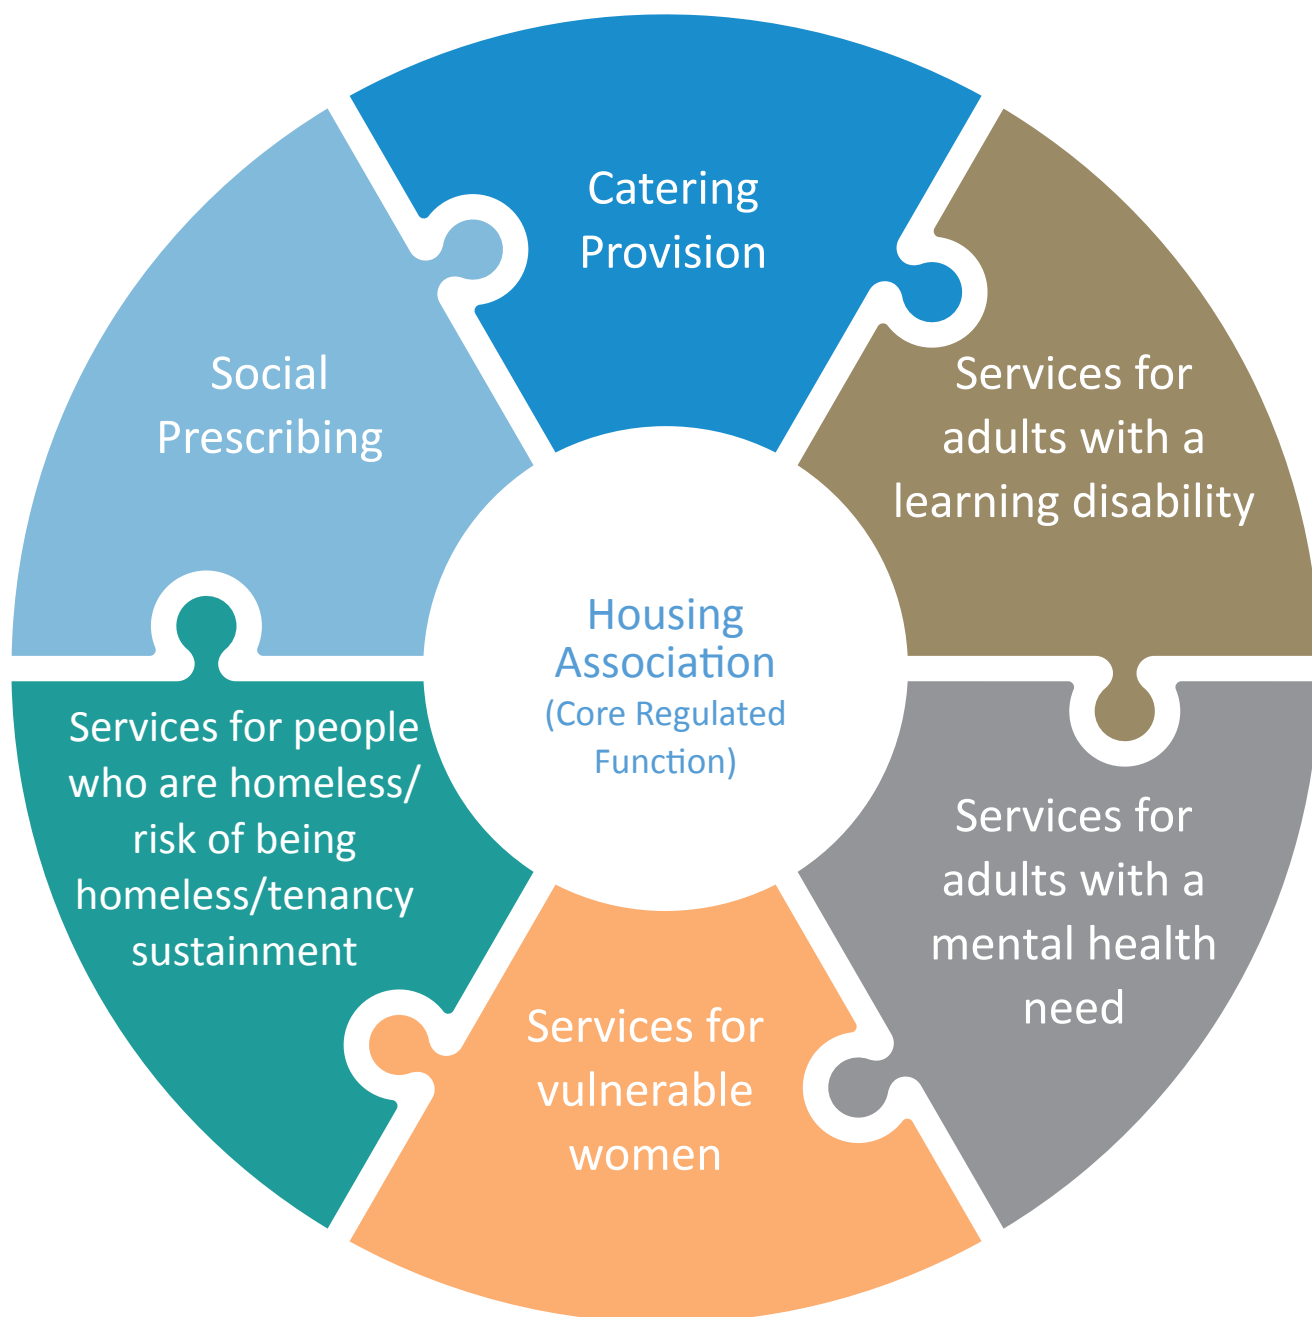 Catering
Provision
Services for
adults with a
learning disability
Services for
adults with a
mental health
need
Services for
vulnerable
women
Services for people
who are homeless/
risk of being
homeless/tenancy
sustainment
Social
Prescribing
Housing
Association
(Core Regulated
Function)